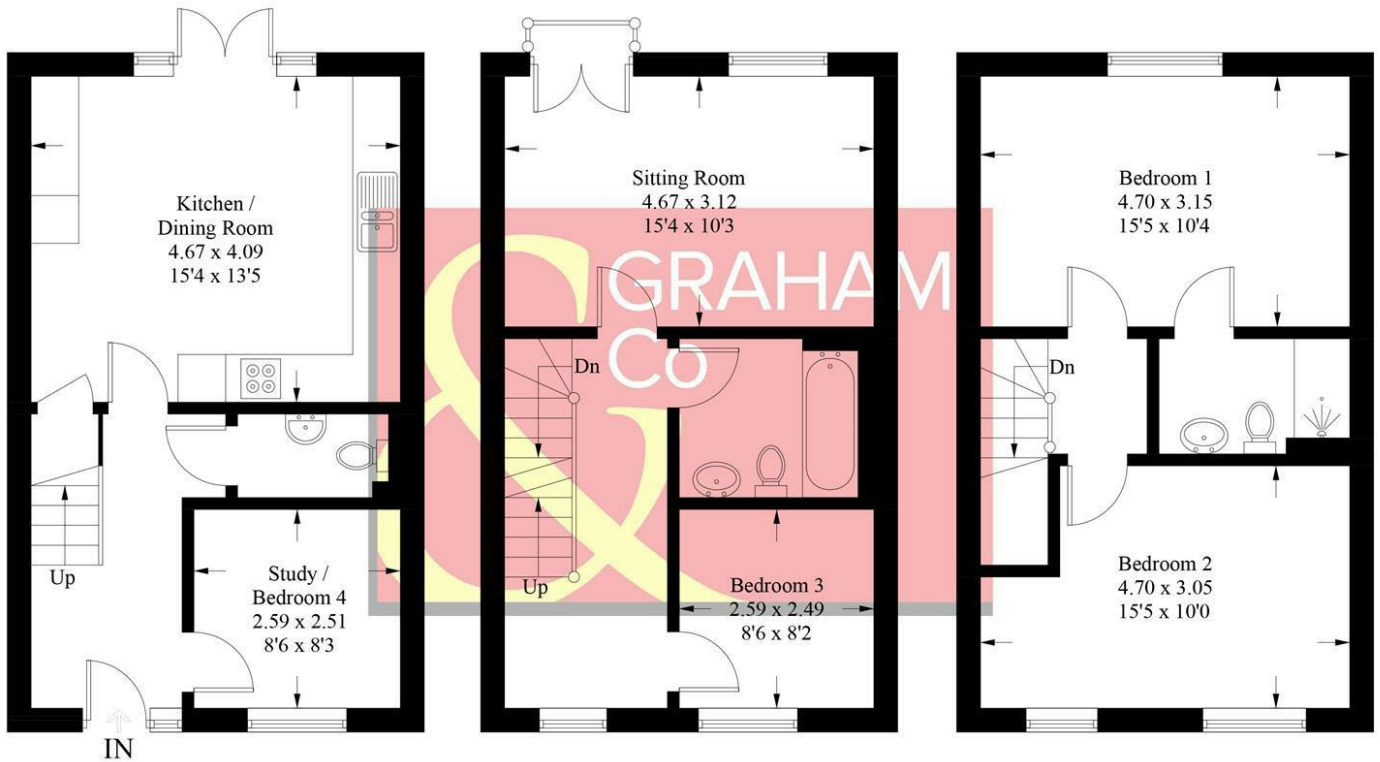 Kitchen /
Dining Room
4.67 x 4.09
15'4 x 13'5
Up
Study /
Bedroom 4
2.59 x 2.51
8'6 x 8'3
IN
Sitting Room
4.67 x 3.12
15'4 x 10'3
& GRAHAM
Co
Dn
Up
Bedroom 3
2.59 x 2.49
8'6 x 8'2
Bedroom 1
4.70 x 3.15
15'5 x 10'4
Dn
Bedroom 2
4.70 x 3.05
15'5 x 10'0